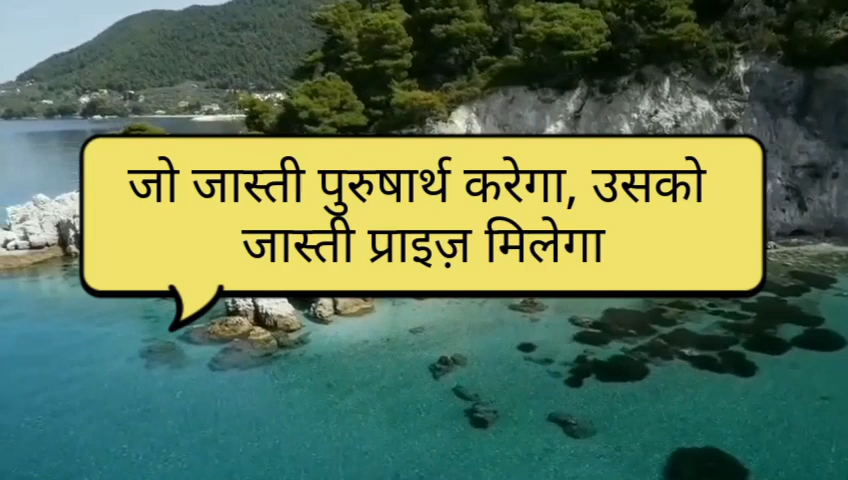 जो जास्ती पुरुषार्थ करेगा, उसको
जास्ती प्राइज़ मिलेगा